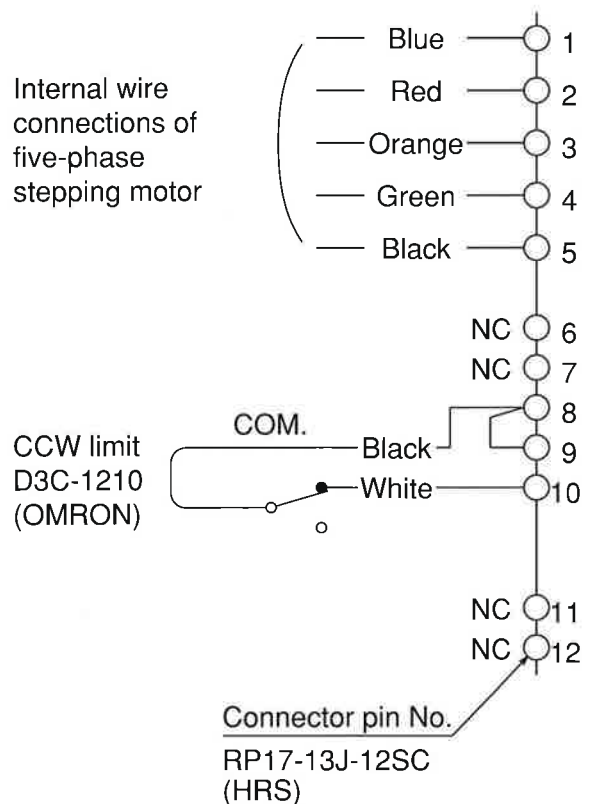 Blue 1
Red 2
Internal wire
connections of
five-phase
stepping motor
Orange 3
Green 4
Black 5
NC 6
NC 7
8
COM.
CCW limit
D3C-1210
(OMRON)
Black 9
White 10
NC 11
NC 12
Connector pin No.
RP17-13J-12SC
(HRS)